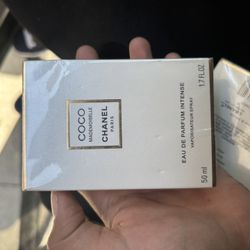 COCO
MADEMOISELLE
CHANEL
PARIS
EAU DE PARFUM INTENSE
VAPORISATEUR SPRAY
50 ml
1.7 FL.OZ